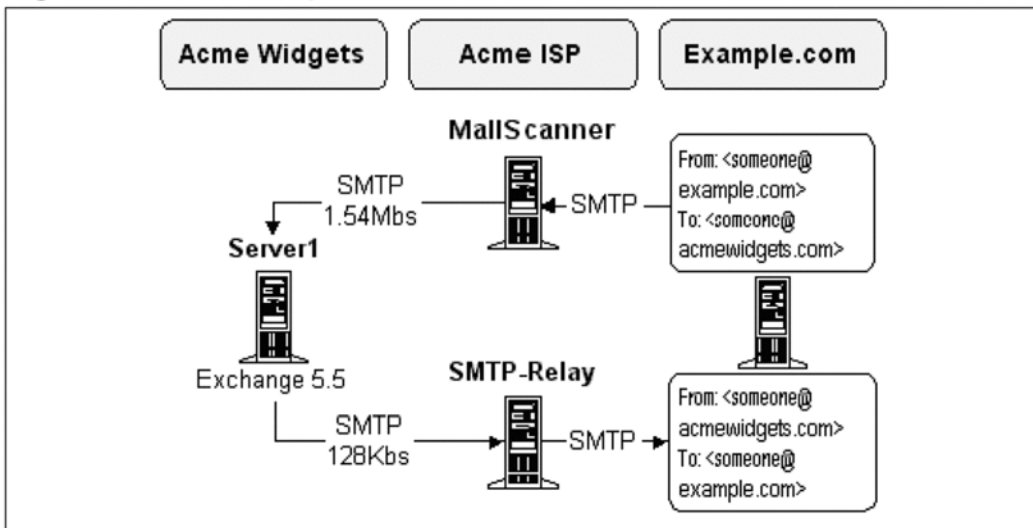 Acme Widgets
Acme ISP
Example.com
MailScanner
From: <someone@
example.com>
To: <someone@
acmewidgets.com>
SMTP
SMTP
1.54Mbs
Server1
Exchange 5.5
SMTP-Relay
From: <someone@
acmewidgets.com>
To: <someone@
example.com>
SMTP
128Kbs
SMTP